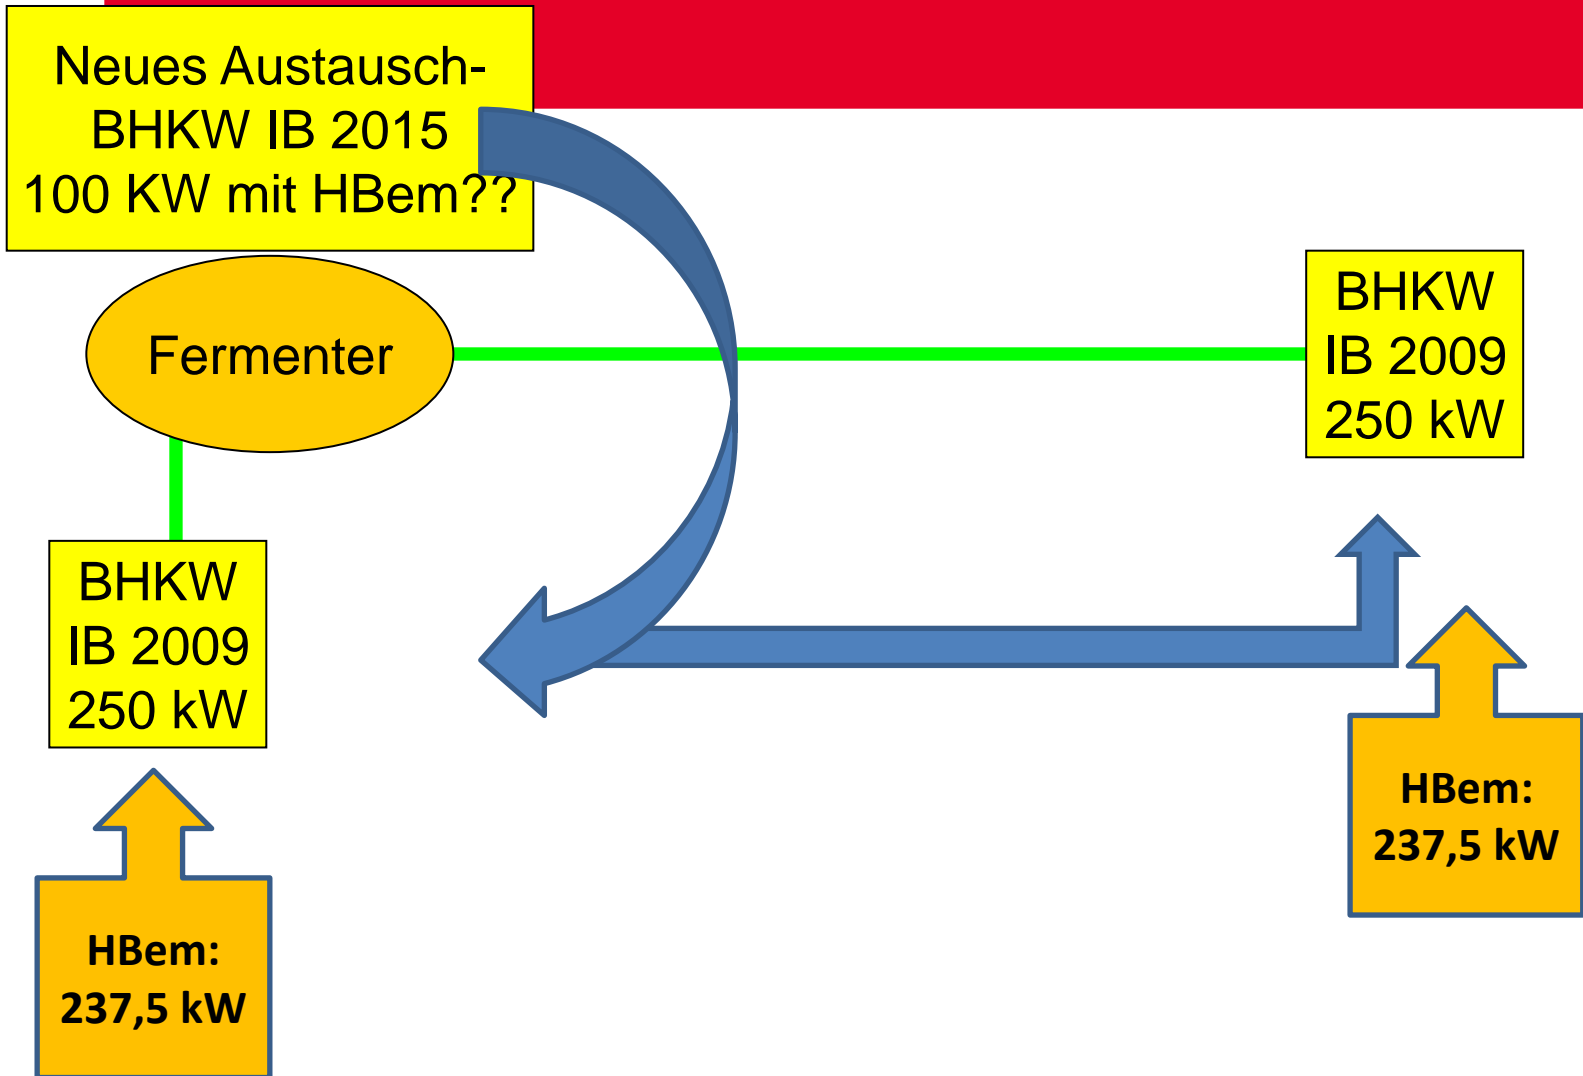 Neues Austausch-
BHKW IB 2015
100 KW mit HBem??
Fermenter
BHKW
IB 2009
250 kW
BHKW
IB 2009
250 kW
HBem:
237,5 kW
HBem:
237,5 kW